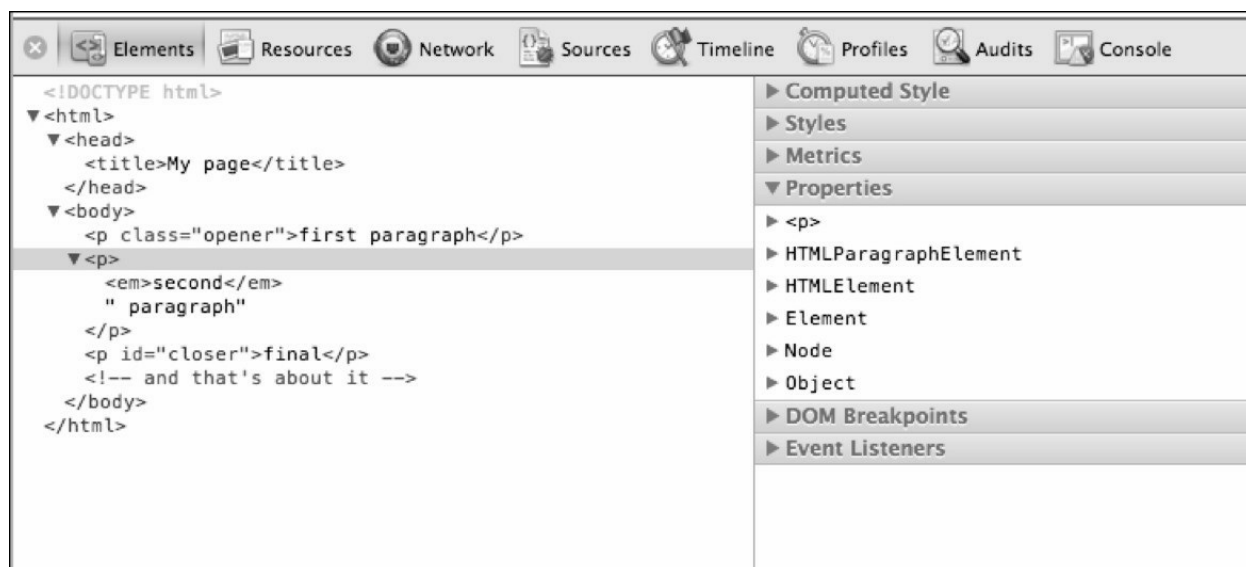 Elements Resources Network Sources Timeline Profiles Audits Console
<!DOCTYPE html>
<html>
<head>
<title>My page</title>
</head>
<body>
<p class="opener">first paragraph</p>
<p>
<em>second</em>
" paragraph"
</p>
<p id="closer">final</p>
<!-- and that's about it -->
</body>
</html>
Computed Style
Styles
Metrics
Properties
<p>
HTMLParagraphElement
HTMLElement
Element
Node
Object
DOM Breakpoints
Event Listeners